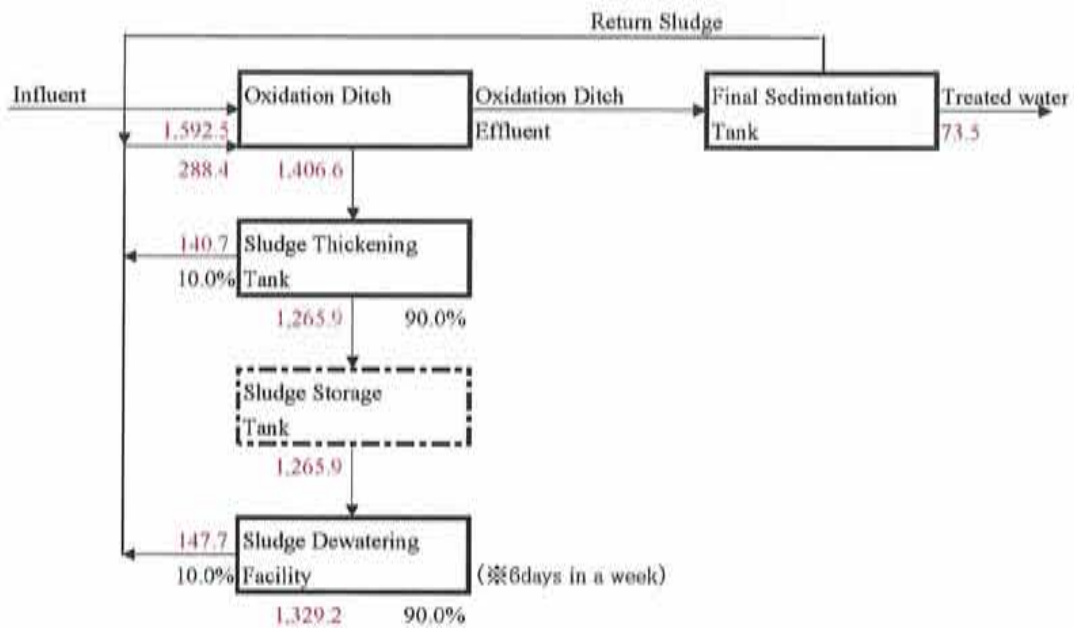 Return Sludge
Influent
Oxidation Ditch
Oxidation Ditch
Effluent
Final Sedimentation
Tank
Treated water
73.5
1,592.5
288.4
1,406.6
140.7
10.0%
Sludge Thickening
Tank
1,265.9
90.0%
Sludge Storage
Tank
1,265.9
147.7
10.0%
Sludge Dewatering
Facility
(※6days in a week)
1,329.2
90.0%